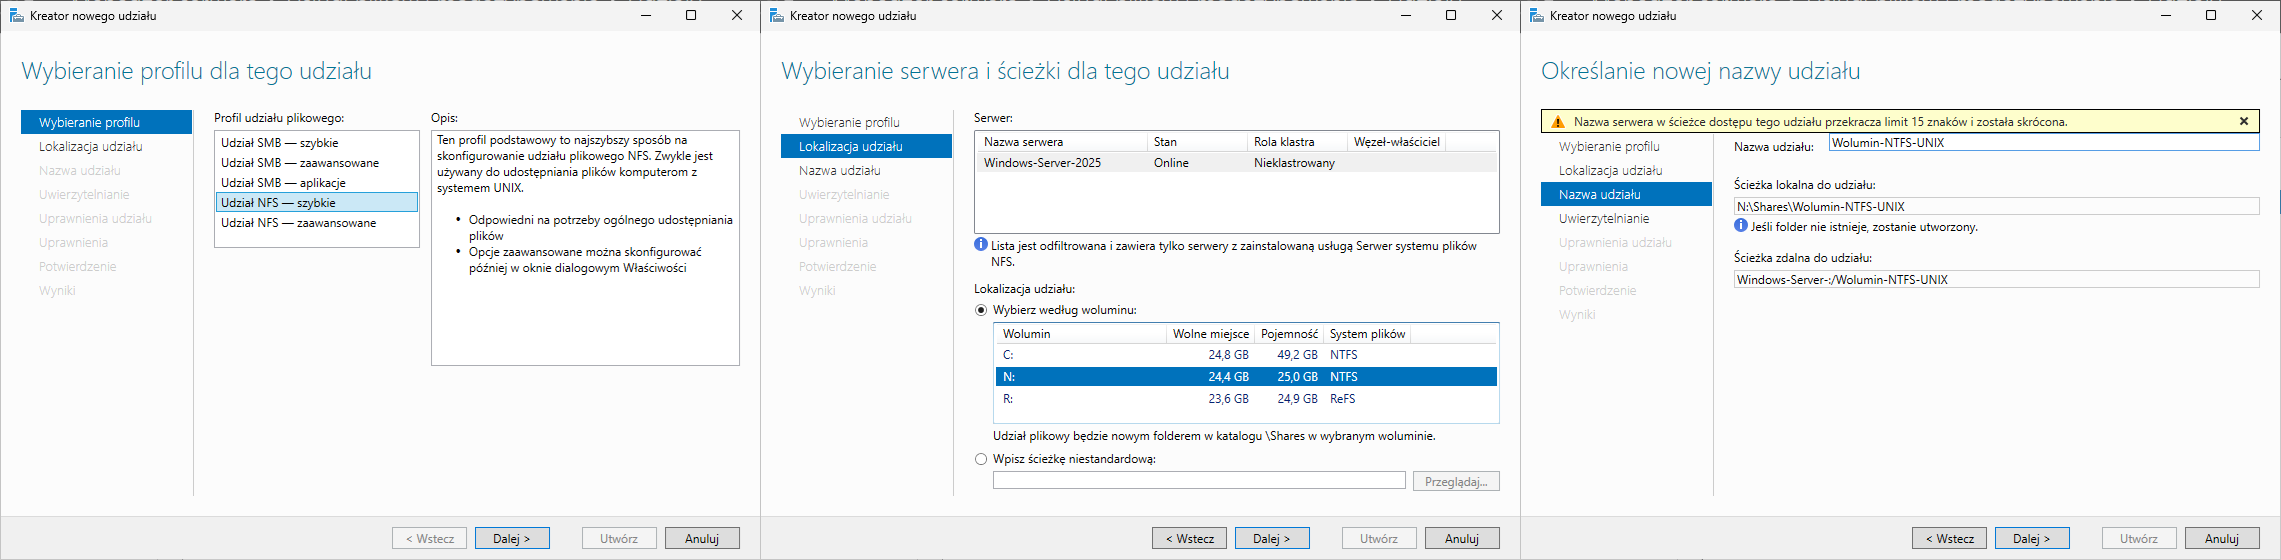 Kreator nowego udziału
Wybieranie profilu dla tego udziału
Wybieranie profilu
Lokalizacja udziału
Nazwa udziału
Uwierzytelnianie
Uprawnienia udziału
Uprawnienia
Potwierdzenie
Wyniki
Profil udziału plikowego:
Udział SMB — szybkie
Udział SMB — zaawansowane
Udział SMB — aplikacje
Udział NFS — szybkie
Udział NFS — zaawansowane
Opis:
Ten profil podstawowy to najszybszy sposób na
skonfigurowanie udziału plikowego NFS. Zwykle jest
używany do udostępniania plików komputerom z
systemem UNIX.
• Odpowiedni na potrzeby ogólnego udostępniania
plików
• Opcje zaawansowane można skonfigurować
później w oknie dialogowym Właściwości
< Wstecz
Dalej >
Utwórz
Anuluj
Kreator nowego udziału
Wybieranie serwera i ścieżki dla tego udziału
Wybieranie profilu
Lokalizacja udziału
Nazwa udziału
Uwierzytelnianie
Uprawnienia udziału
Uprawnienia
Potwierdzenie
Wyniki
Serwer:
Nazwa serwera Stan Rola klastra Węzeł-właściciel
Windows-Server-2025 Online Nieklastrowany
Lista jest odfiltrowana i zawiera tylko serwery z zainstalowaną usługą Serwer systemu plików
NFS.
Lokalizacja udziału:
Wybierz według woluminu:
Wolumin Wolne miejsce Pojemność System plików
C: 24,8 GB 49,2 GB NTFS
N: 24,4 GB 25,0 GB NTFS
R: 23,6 GB 24,9 GB ReFS
Udział plikowy będzie nowym folderem w katalogu \Shares w wybranym woluminie.
Wpisz ścieżkę niestandardową:
Przeglądaj...
< Wstecz
Dalej >
Utwórz
Anuluj
Kreator nowego udziału
Określanie nowej nazwy udziału
Nazwa serwera w ścieżce dostępu tego udziału przekracza limit 15 znaków i została skrócona.
Wybieranie profilu
Lokalizacja udziału
Nazwa udziału
Uwierzytelnianie
Uprawnienia udziału
Uprawnienia
Potwierdzenie
Wyniki
Nazwa udziału: Wolumin-NTFS-UNIX
Ścieżka lokalna do udziału:
N:\Shares\Wolumin-NTFS-UNIX
Jeśli folder nie istnieje, zostanie utworzony.
Ścieżka zdalna do udziału:
Windows-Server-:/Wolumin-NTFS-UNIX
< Wstecz
Dalej >
Utwórz
Anuluj